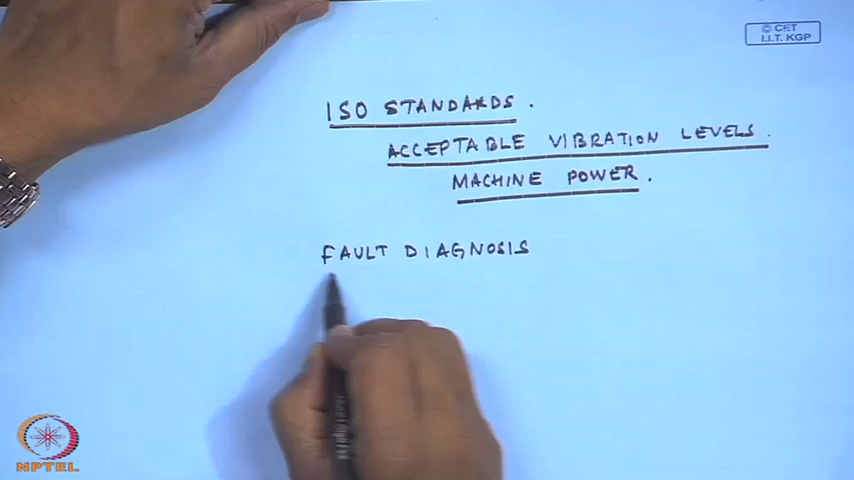 © CET
I.I.T. KGP
ISO STANDARDS.
ACCEPTABLE VIBRATION LEVELS.
MACHINE POWER.
FAULT DIAGNOSIS
NPTEL